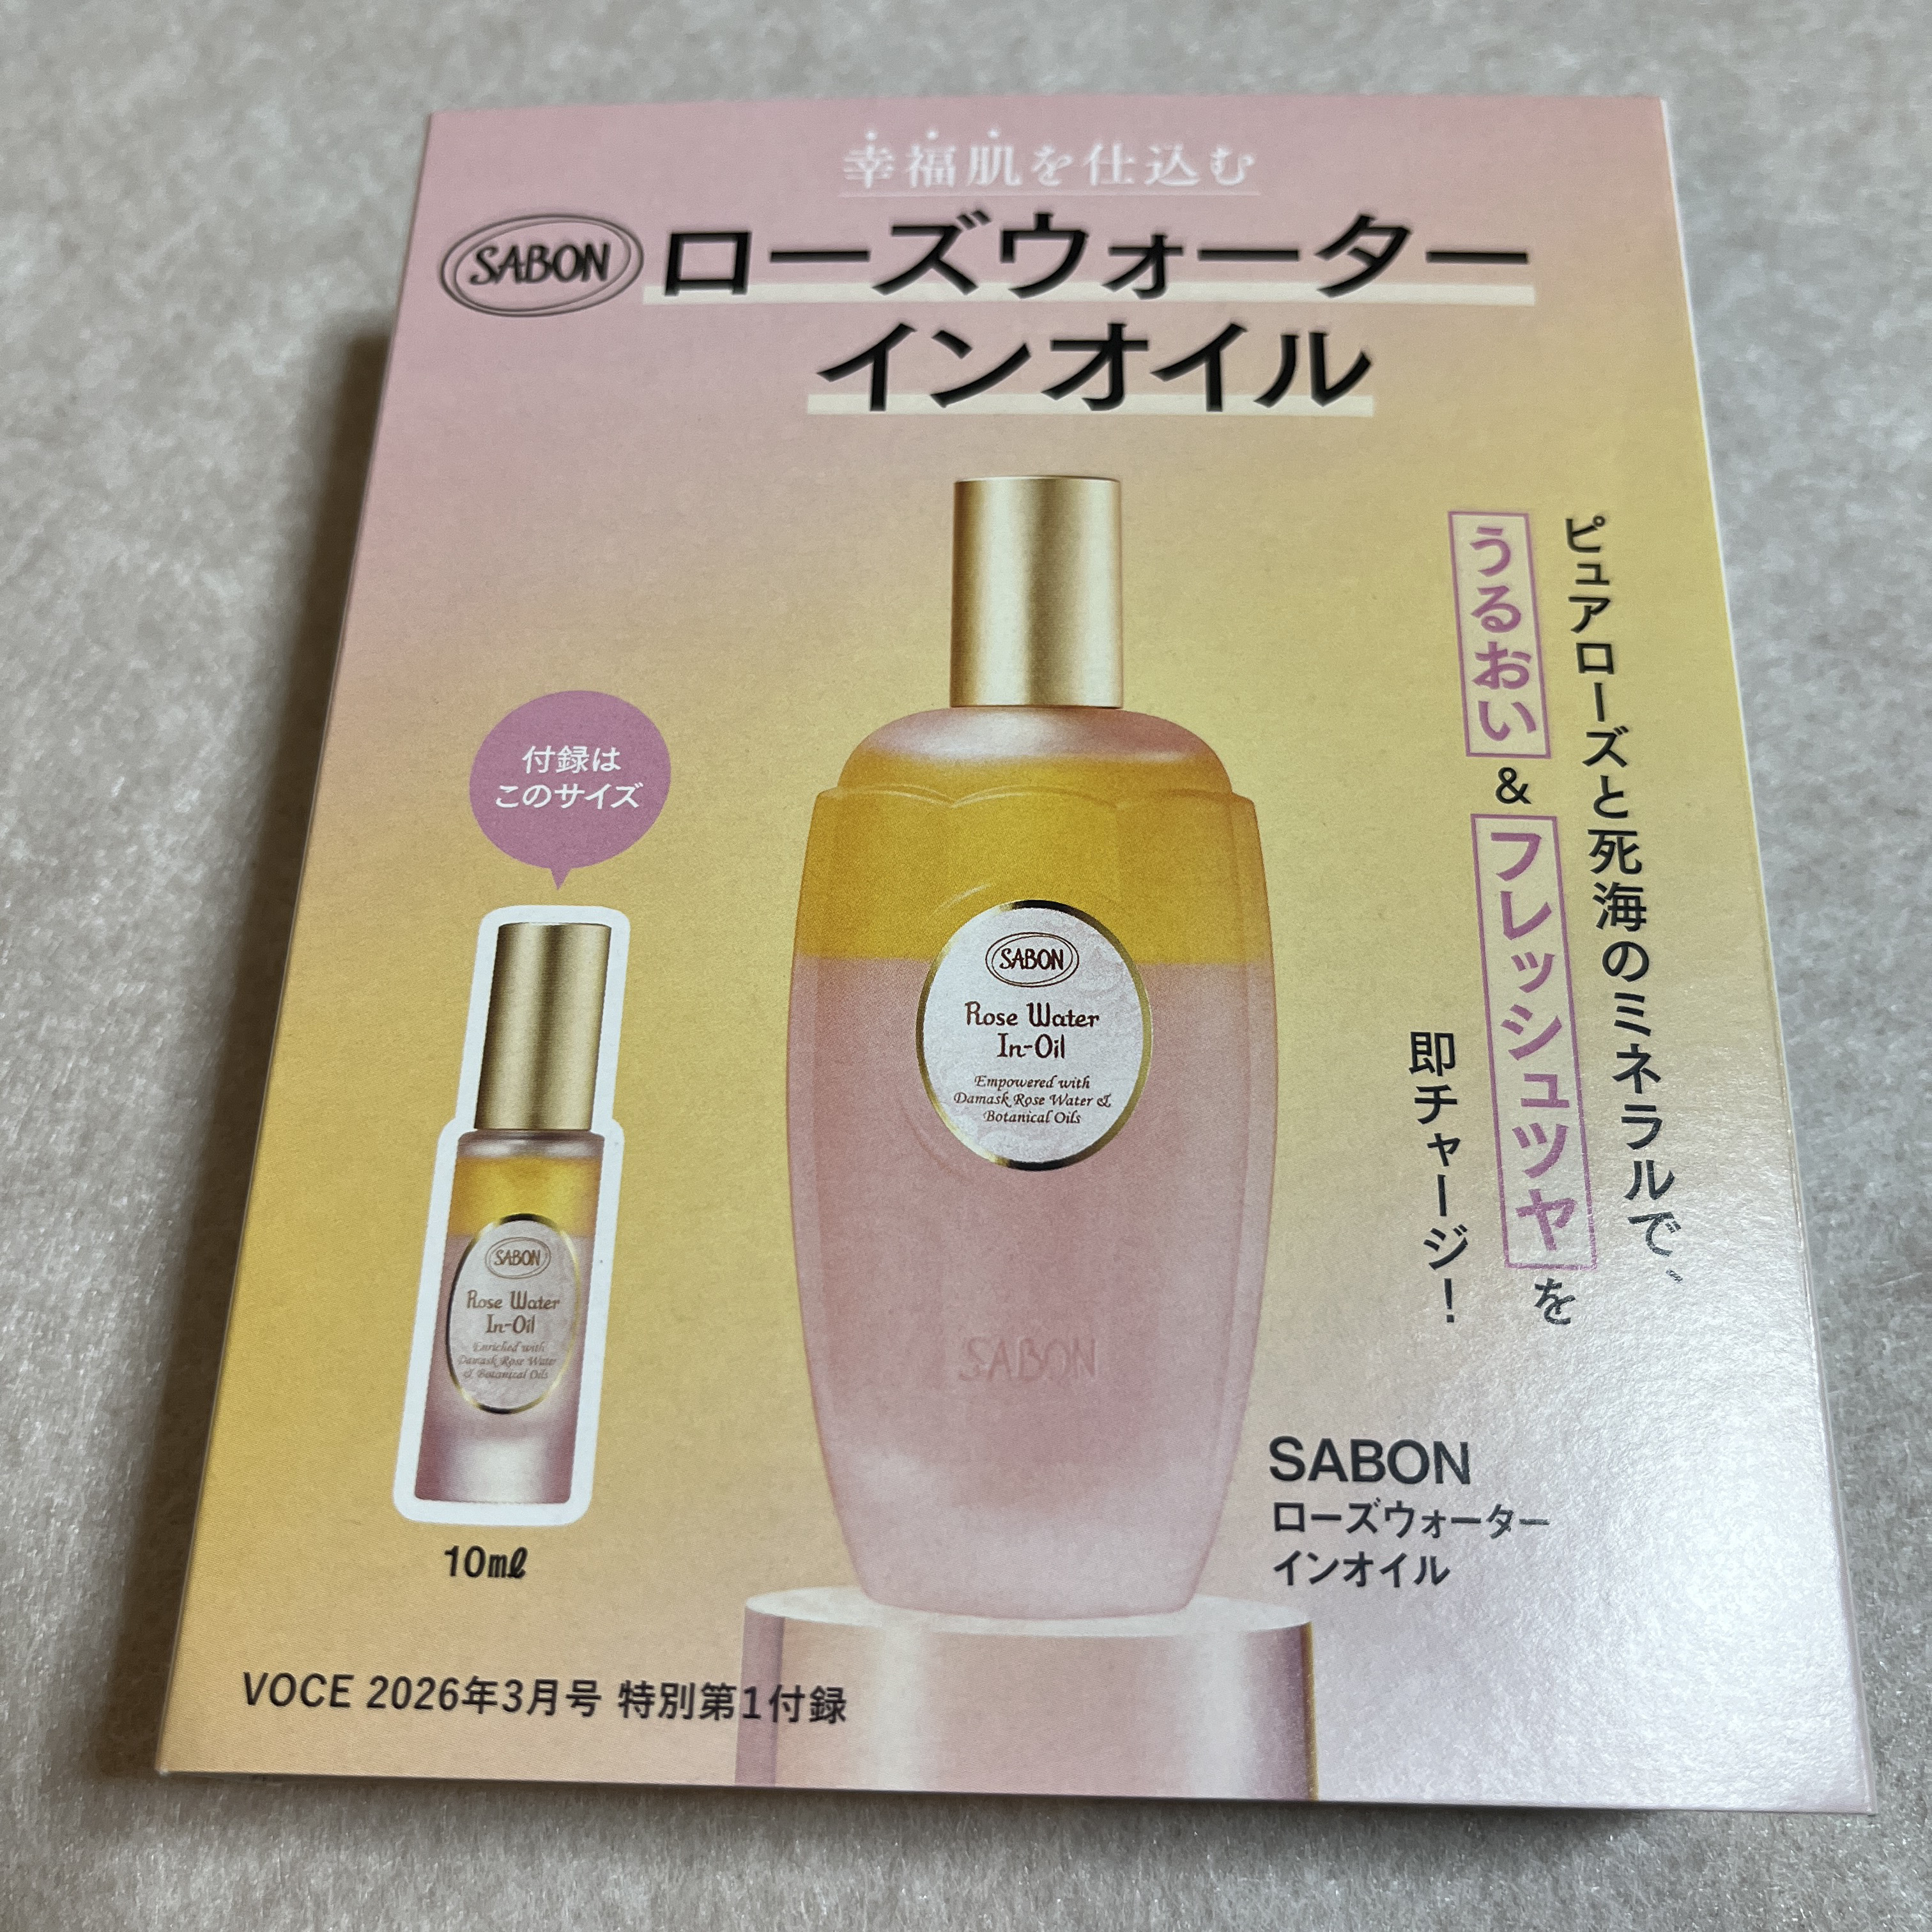 幸福肌を仕込む
SABON ローズウォーター
インオイル
ピュアローズと死海のミネラルで、
うるおい&フレッシュツヤを
即チャージ!
付録は
このサイズ
SABON
Rose Water
In-Oil
Empowered with
Damask Rose Water &
Botanical Oils
SABON
SABON
Rose Water
In-Oil
Enriched with
Damask Rose Water
& Botanical Oils
10mℓ
SABON
ローズウォーター
インオイル
VOCE 2026年3月号 特別第1付録